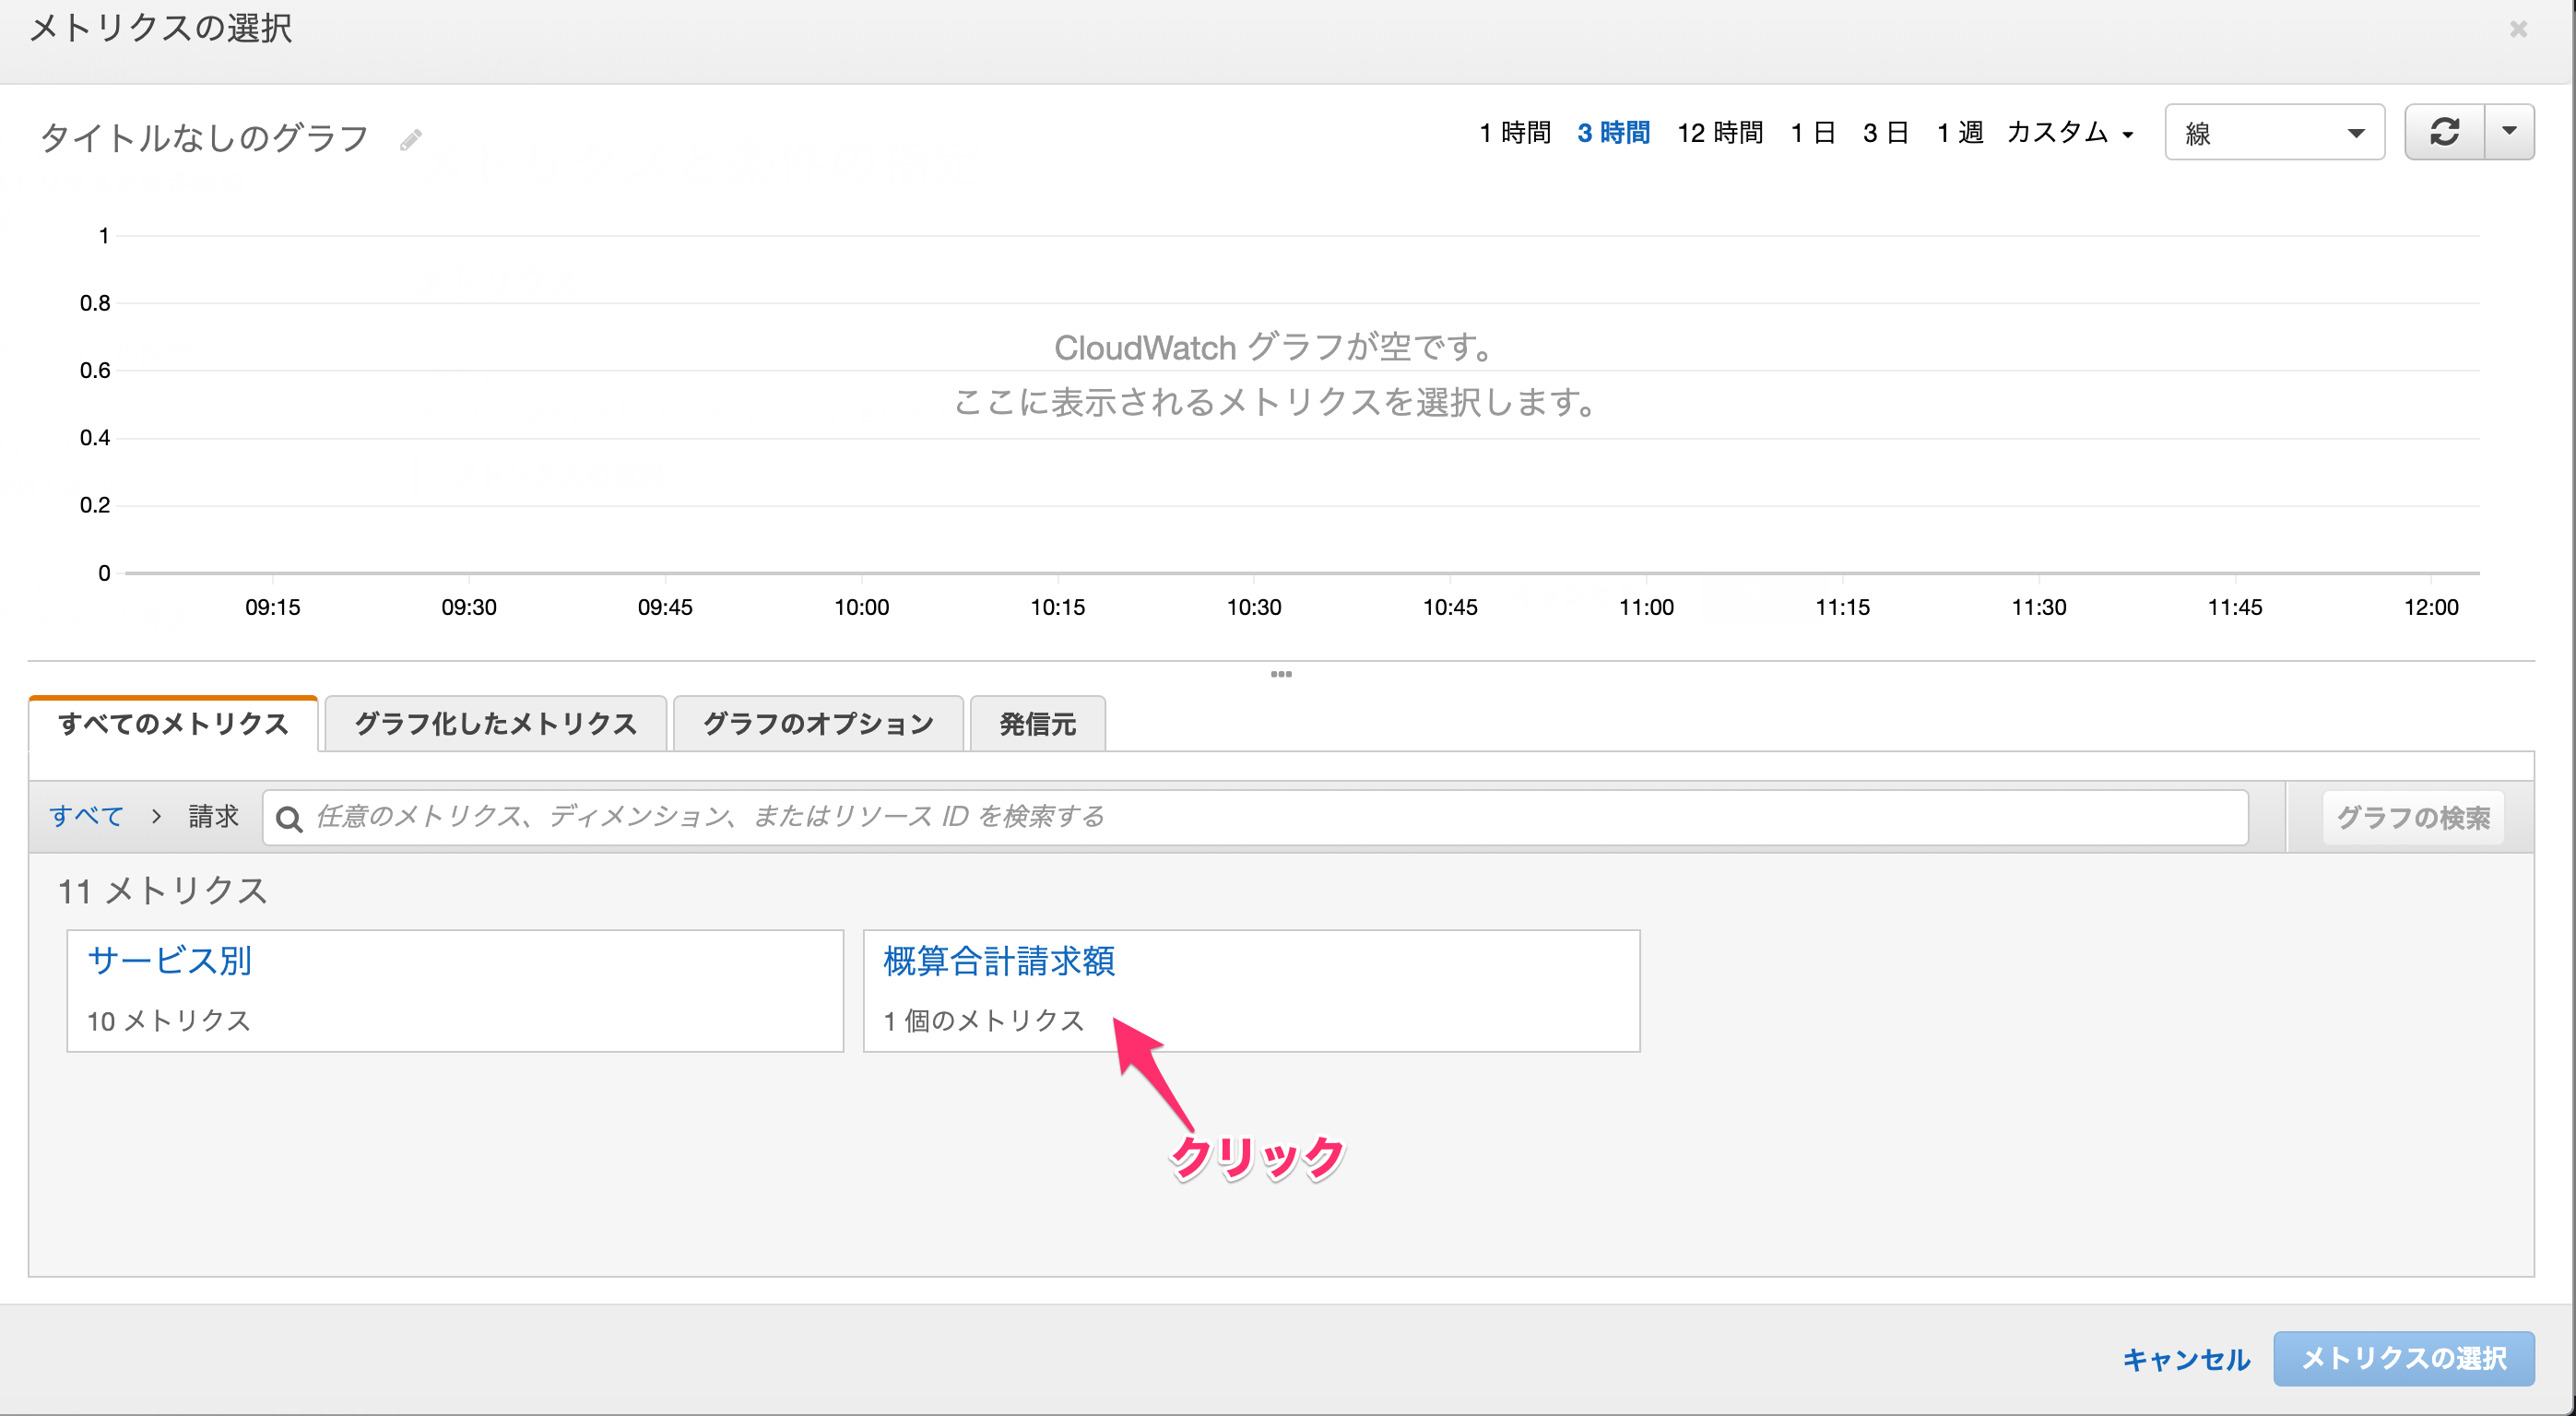 メトリクスの選択
タイトルなしのグラフ
1 時間 3 時間 12 時間 1 日 3 日 1 週 カスタム 線
1
0.8
0.6
0.4
0.2
0
CloudWatch グラフが空です。
ここに表示されるメトリクスを選択します。
09:15 09:30 09:45 10:00 10:15 10:30 10:45 11:00 11:15 11:30 11:45 12:00
すべてのメトリクス グラフ化したメトリクス グラフのオプション 発信元
すべて > 請求 任意のメトリクス、ディメンション、またはリソース ID を検索する グラフの検索
11 メトリクス
サービス別
10 メトリクス
概算合計請求額
1 個のメトリクス
クリック
キャンセル メトリクスの選択